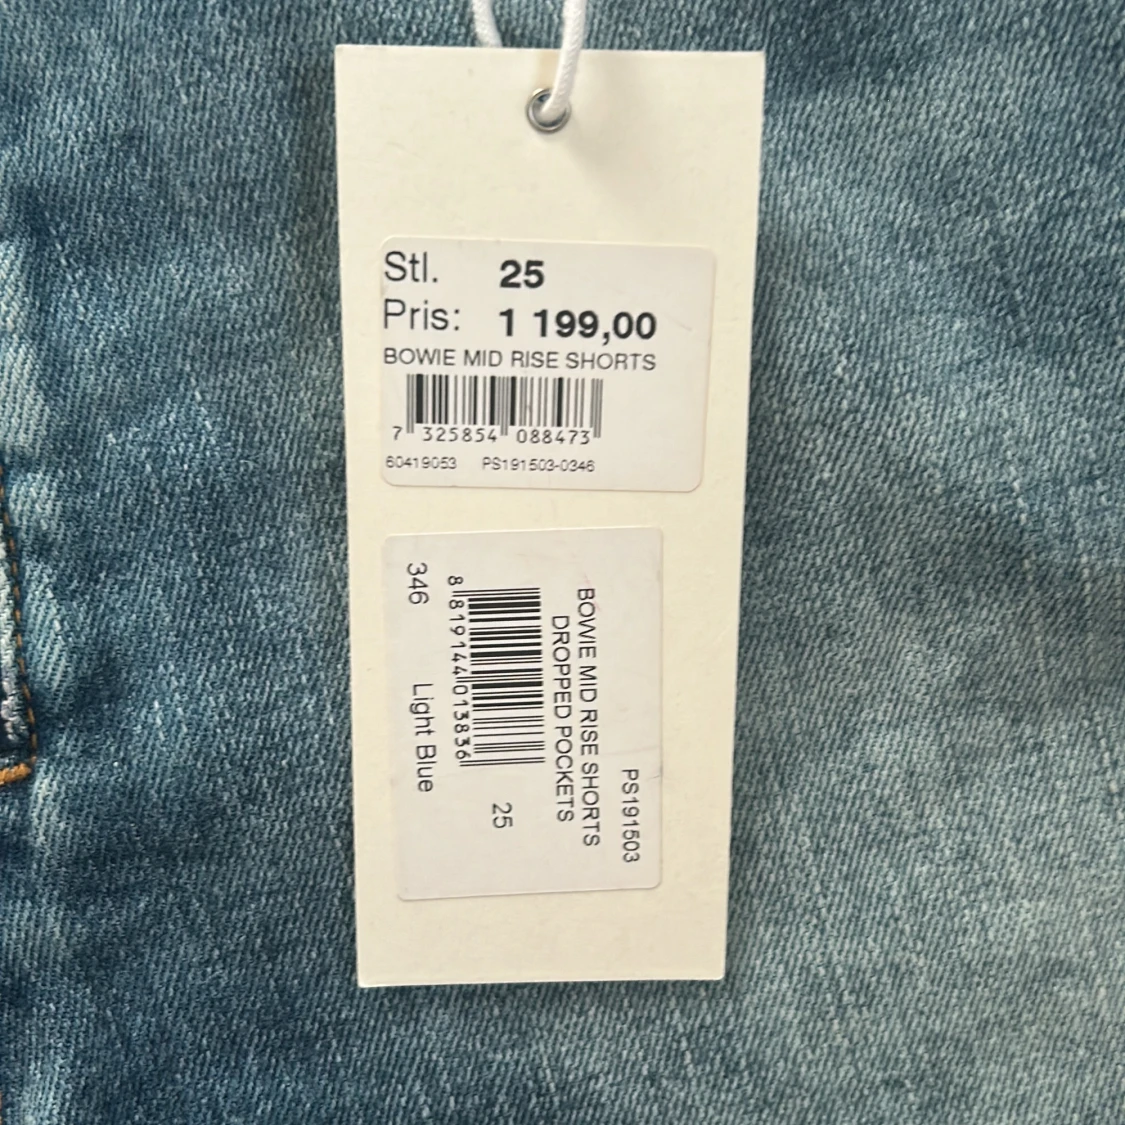 Stl. 25
Pris: 1 199,00
BOWIE MID RISE SHORTS
7 325854 088473
60419053 PS191503-0346
PS191503
BOWIE MID RISE SHORTS
DROPPED POCKETS
25
8 819144 013836
346 Light Blue